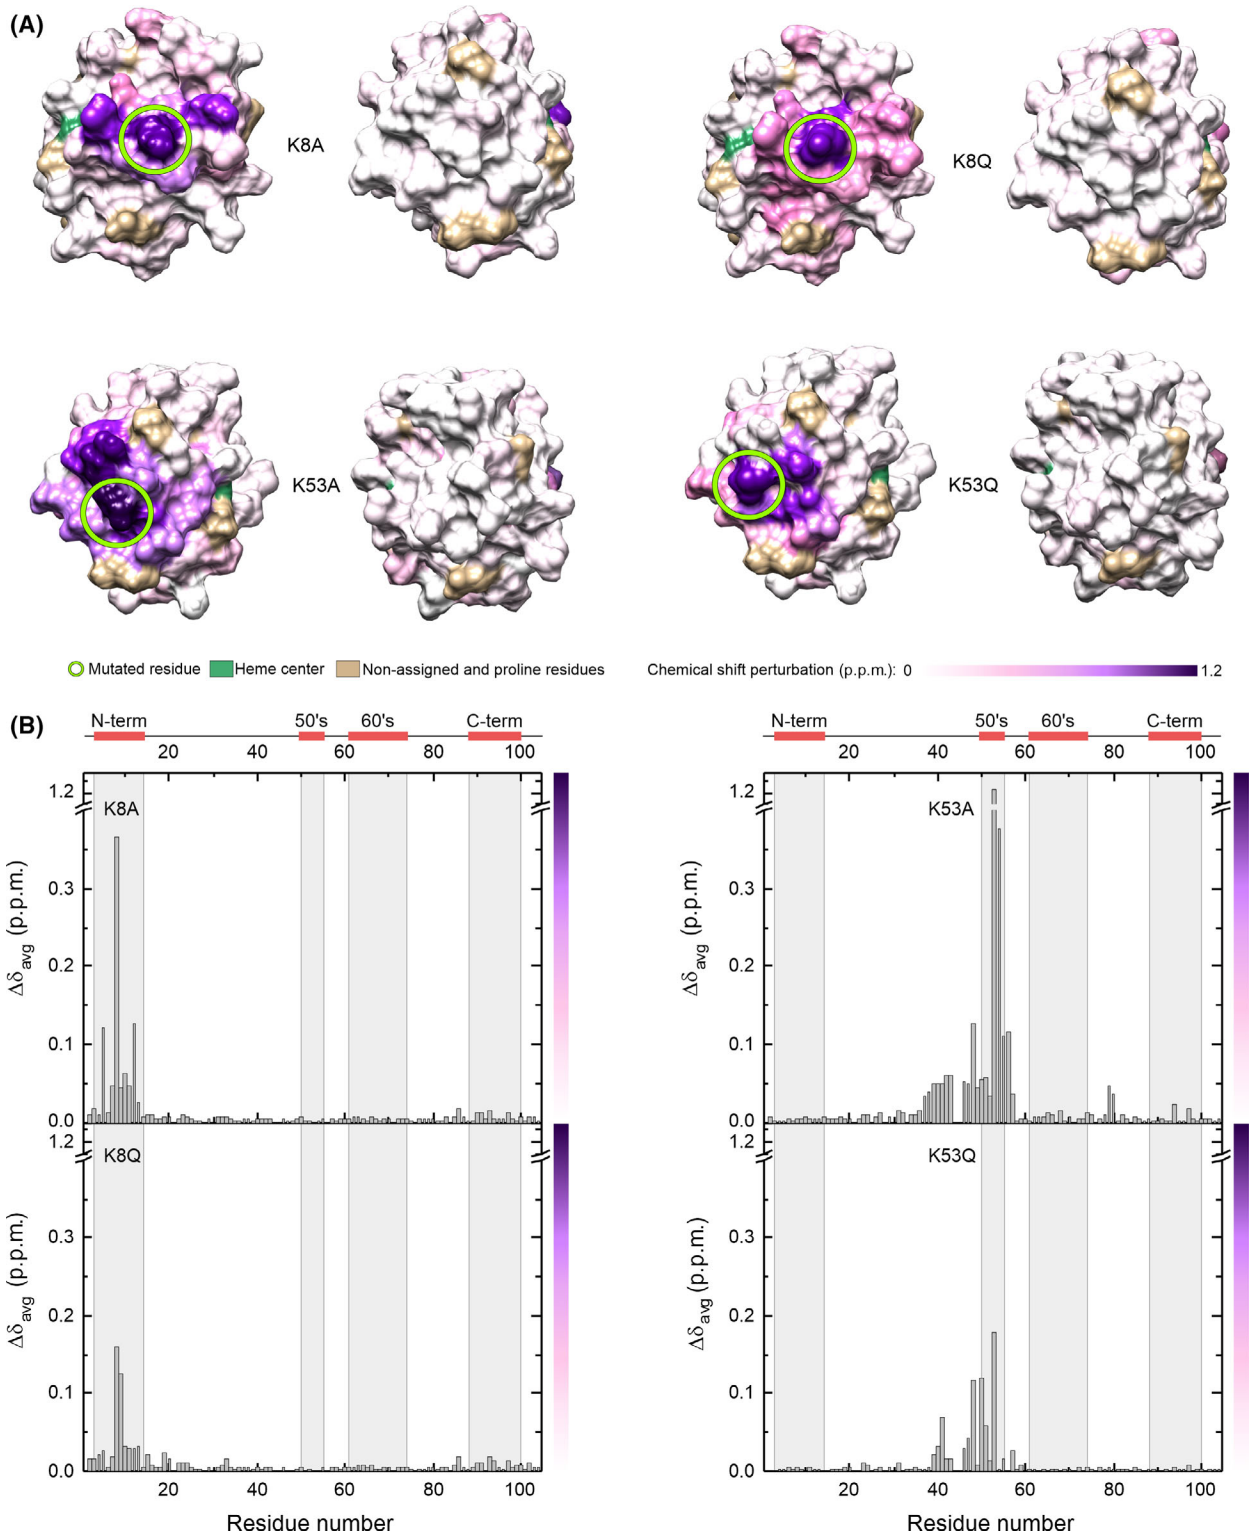 (A)
K8A
K8Q
K53A
K53Q
Mutated residue
Heme center
Non-assigned and proline residues
Chemical shift perturbation (p.p.m.): 0
1.2
(B)
N-term 50's 60's C-term
20 40 60 80 100
N-term 50's 60's C-term
20 40 60 80 100
1.2
K8A
0.3
0.2
0.1
0.0
Δδavg (p.p.m.)
1.2
K53A
0.3
0.2
0.1
0.0
Δδavg (p.p.m.)
1.2
K8Q
0.3
0.2
0.1
0.0
Δδavg (p.p.m.)
1.2
K53Q
0.3
0.2
0.1
0.0
Δδavg (p.p.m.)
20 40 60 80 100
Residue number
20 40 60 80 100
Residue number